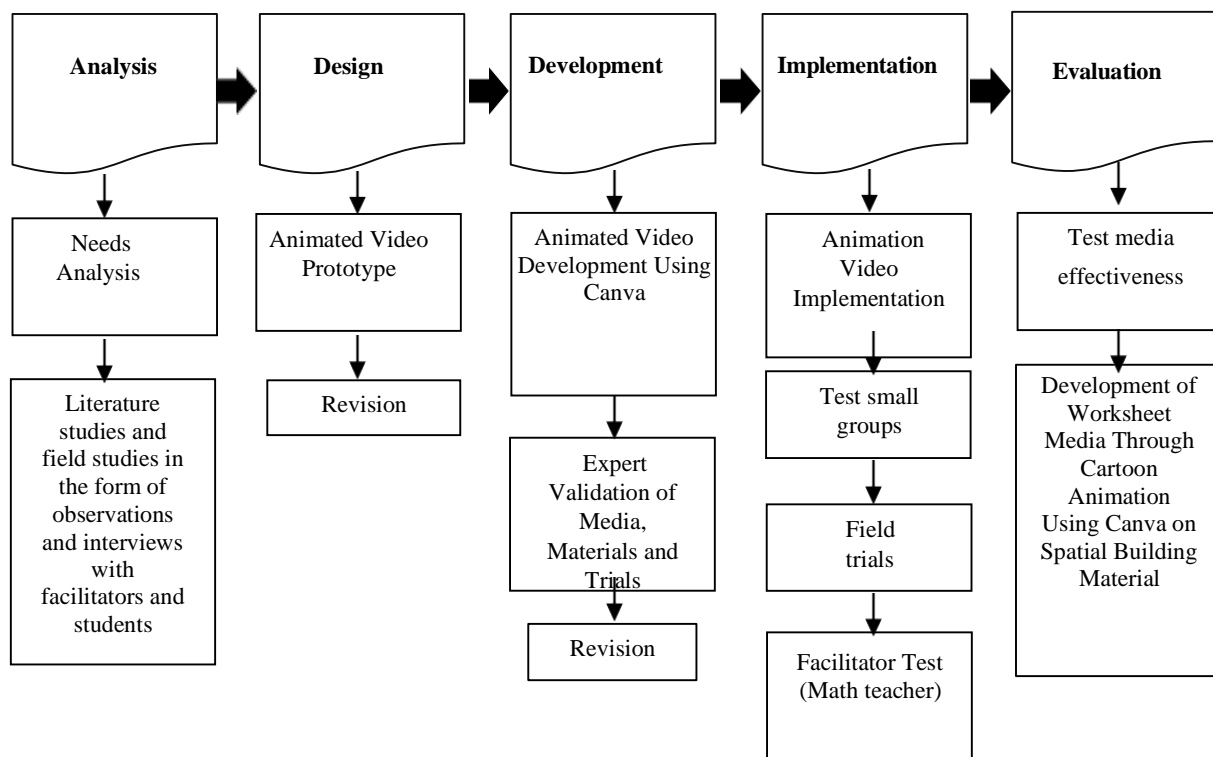 Analysis
Design
Development
Implementation
Evaluation
Needs
Analysis
Literature
studies and
field studies in
the form of
observations
and interviews
with
facilitators and
students
Animated Video
Prototype
Revision
Animated Video
Development Using
Canva
Expert
Validation of
Media,
Materials and
Trials
Revision
Animation
Video
Implementation
Test small
groups
Field
trials
Facilitator Test
(Math teacher)
Test media
effectiveness
Development of
Worksheet
Media Through
Cartoon
Animation
Using Canva on
Spatial Building
Material